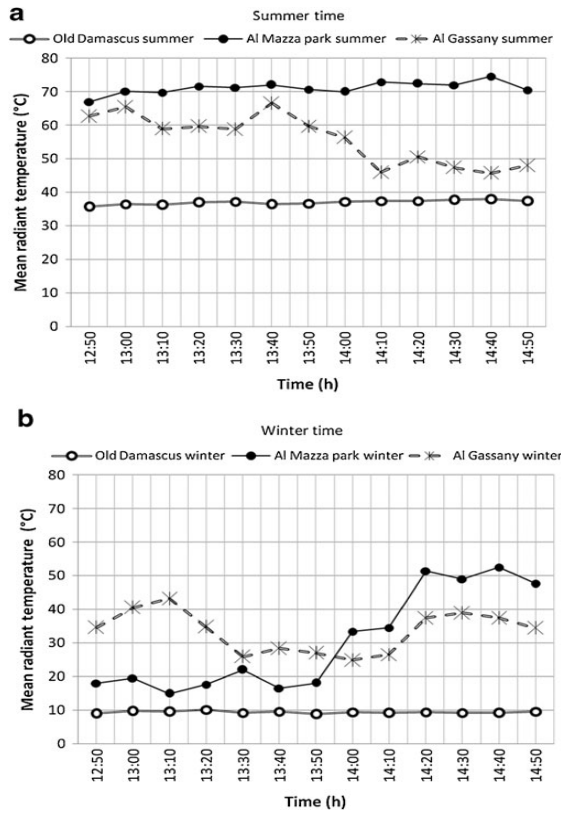 a
Summer time
Old Damascus summer Al Mazza park summer Al Gassany summer
Mean radiant temperature (°C)
80
70
60
50
40
30
20
10
0
12:50 13:00 13:10 13:20 13:30 13:40 13:50 14:00 14:10 14:20 14:30 14:40 14:50
Time (h)
b
Winter time
Old Damascus winter Al Mazza park winter Al Gassany winter
Mean radiant temperature (°C)
80
70
60
50
40
30
20
10
0
12:50 13:00 13:10 13:20 13:30 13:40 13:50 14:00 14:10 14:20 14:30 14:40 14:50
Time (h)